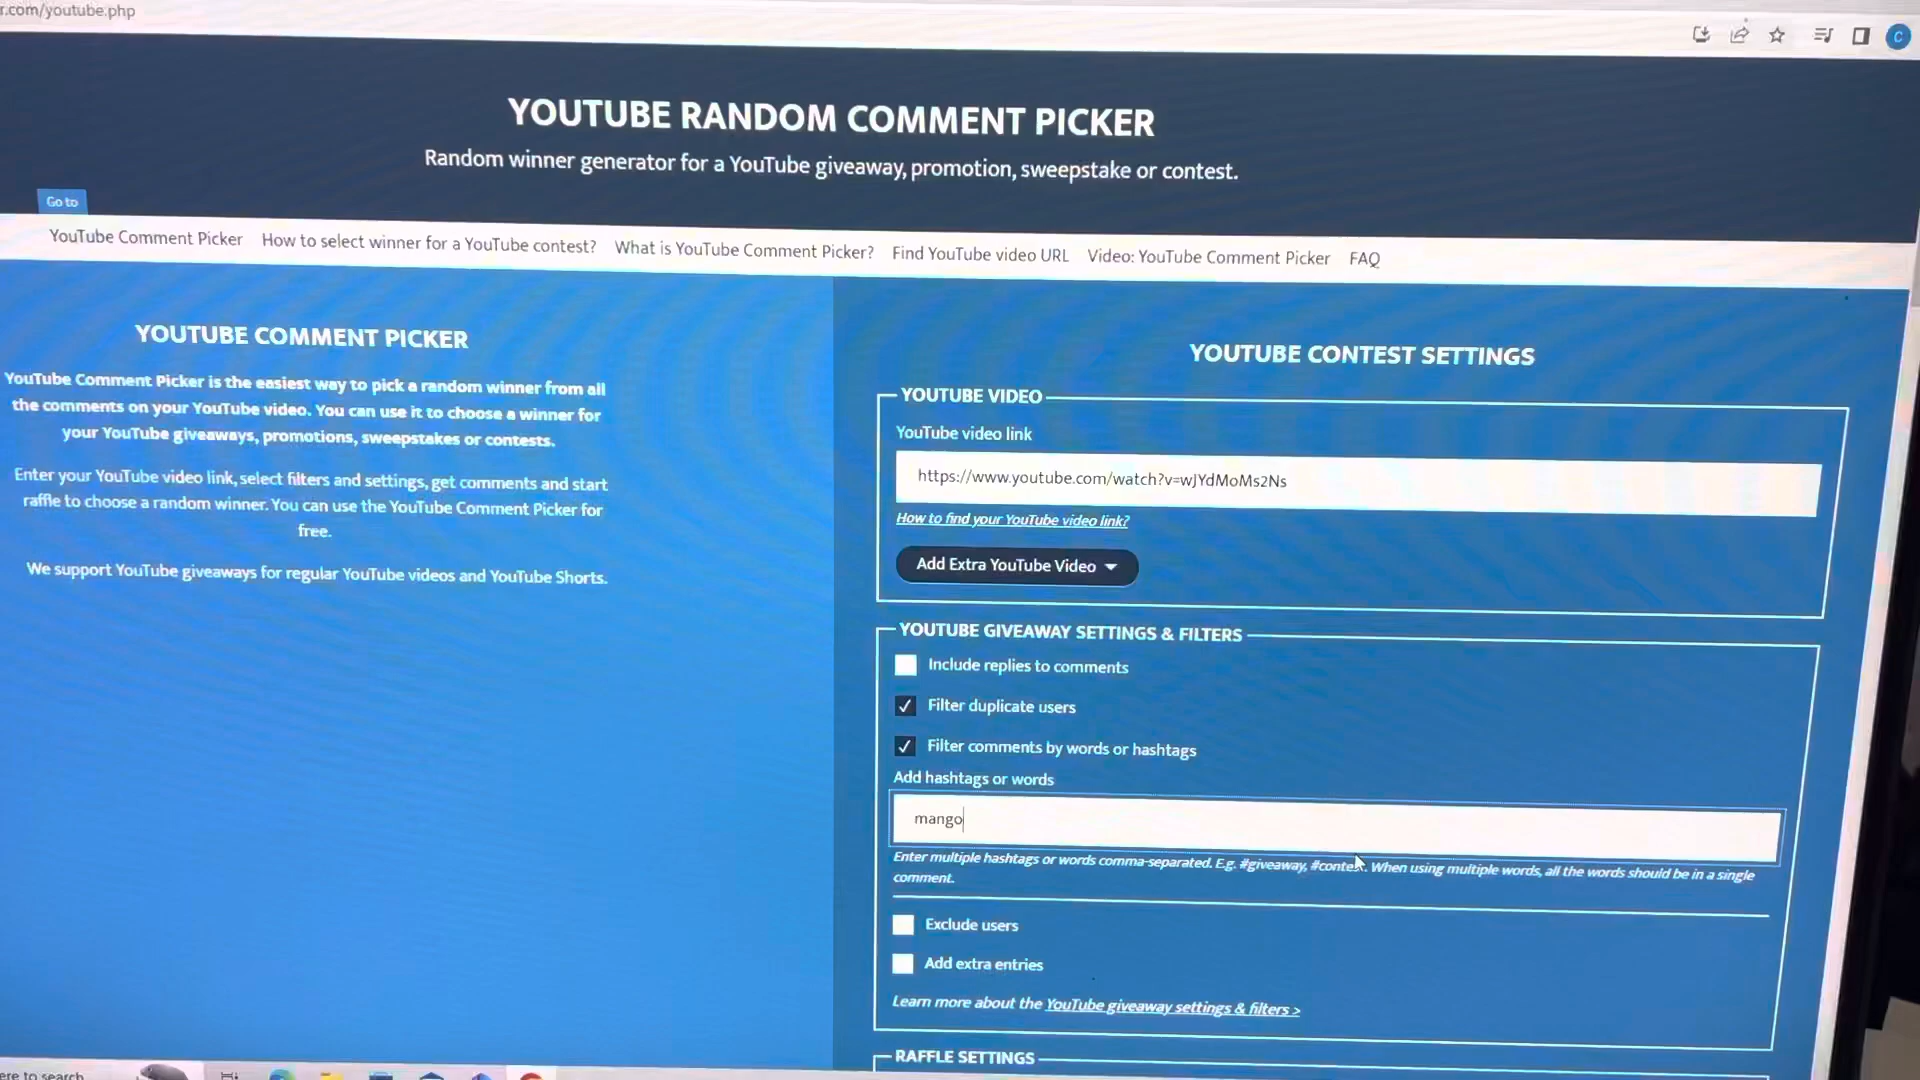 r.com/youtube.php
C
YOUTUBE RANDOM COMMENT PICKER
Random winner generator for a YouTube giveaway, promotion, sweepstake or contest.
Go to
YouTube Comment Picker How to select winner for a YouTube contest? What is YouTube Comment Picker? Find YouTube video URL Video: YouTube Comment Picker FAQ
YOUTUBE COMMENT PICKER
YouTube Comment Picker is the easiest way to pick a random winner from all
the comments on your YouTube video. You can use it to choose a winner for
your YouTube giveaways, promotions, sweepstakes or contests.
Enter your YouTube video link, select filters and settings, get comments and start
raffle to choose a random winner. You can use the YouTube Comment Picker for
free.
We support YouTube giveaways for regular YouTube videos and YouTube Shorts.
YOUTUBE CONTEST SETTINGS
YOUTUBE VIDEO
YouTube video link
https://www.youtube.com/watch?v=wJYdMoMs2Ns
How to find your YouTube video link?
Add Extra YouTube Video
YOUTUBE GIVEAWAY SETTINGS & FILTERS
Include replies to comments
Filter duplicate users
Filter comments by words or hashtags
Add hashtags or words
mango
Enter multiple hashtags or words comma-separated. E.g. #giveaway, #contest. When using multiple words, all the words should be in a single
comment.
Exclude users
Add extra entries
Learn more about the YouTube giveaway settings & filters >
RAFFLE SETTINGS
ere to search